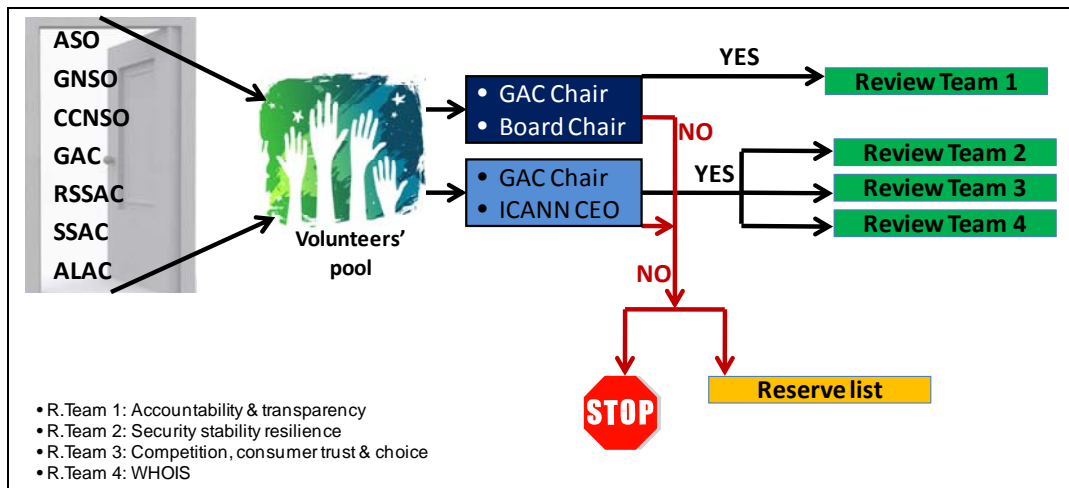 ASO
GNSO
CCNSO
GAC
RSSAC
SSAC
ALAC
Volunteers’
pool
• GAC Chair
• Board Chair
• GAC Chair
• ICANN CEO
YES
NO
YES
NO
Review Team 1
Review Team 2
Review Team 3
Review Team 4
STOP
Reserve list
• R.Team 1: Accountability & transparency
• R.Team 2: Security stability resilience
• R.Team 3: Competition, consumer trust & choice
• R.Team 4: WHOIS